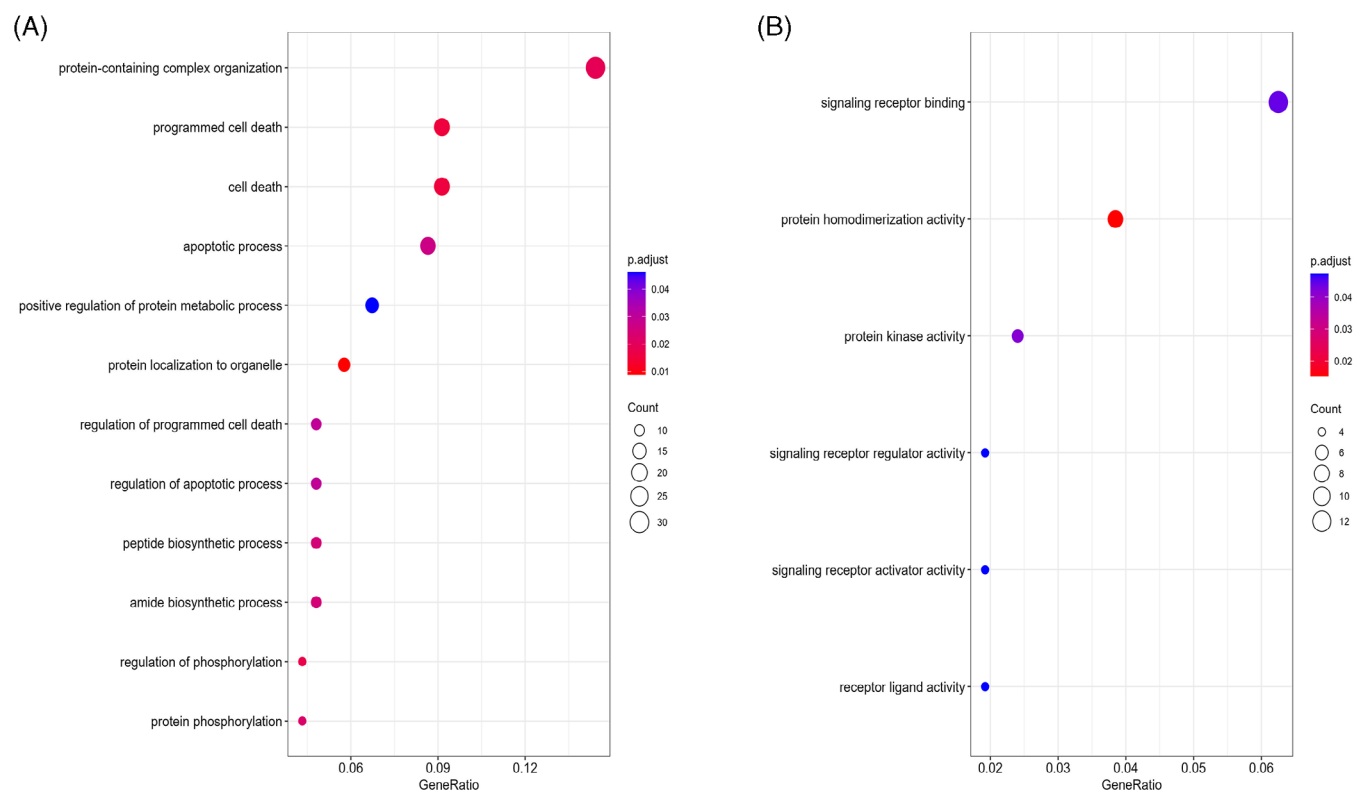 (A)
protein-containing complex organization
programmed cell death
cell death
apoptotic process
positive regulation of protein metabolic process
protein localization to organelle
regulation of programmed cell death
regulation of apoptotic process
peptide biosynthetic process
amide biosynthetic process
regulation of phosphorylation
protein phosphorylation
0.06 0.09 0.12
GeneRatio
p.adjust
0.04
0.03
0.02
0.01
Count
10
15
20
25
30
(B)
signaling receptor binding
protein homodimerization activity
protein kinase activity
signaling receptor regulator activity
signaling receptor activator activity
receptor ligand activity
0.02 0.03 0.04 0.05 0.06
GeneRatio
p.adjust
0.04
0.03
0.02
Count
4
6
8
10
12